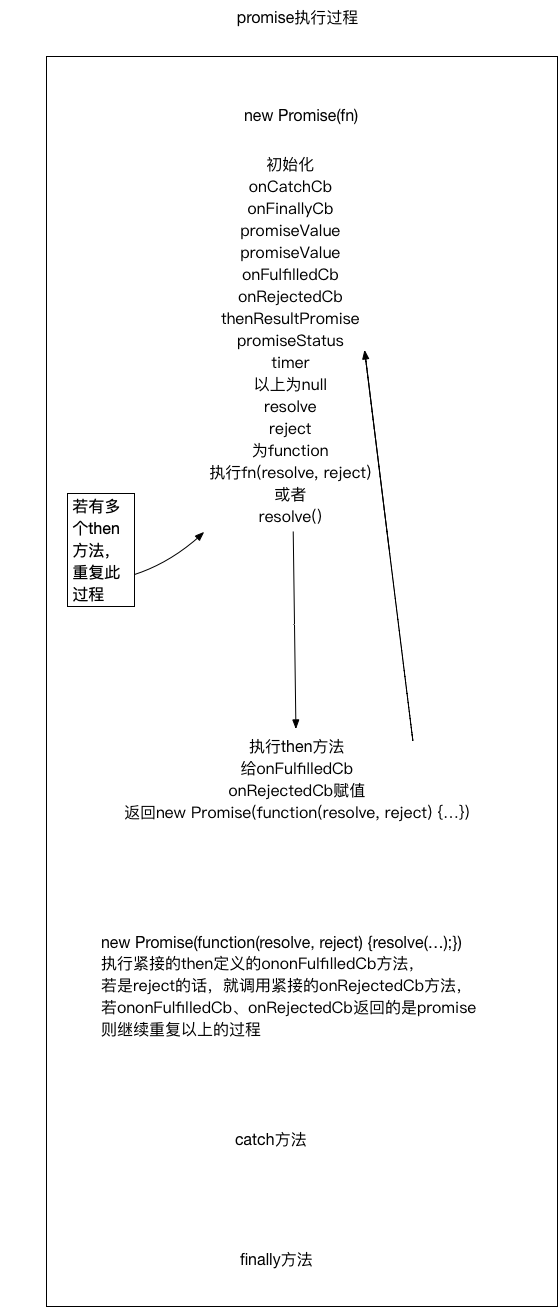 promise执行过程
new Promise(fn)
初始化
onCatchCb
onFinallyCb
promiseValue
promiseValue
onFulfilledCb
onRejectedCb
thenResultPromise
promiseStatus
timer
以上为null
resolve
reject
为function
执行fn(resolve, reject)
或者
resolve()
若有多
个then
方法，
重复此
过程
执行then方法
给onFulfilledCb
onRejectedCb赋值
返回new Promise(function(resolve, reject) {…})
new Promise(function(resolve, reject) {resolve(…);})
执行紧接的then定义的ononFulfilledCb方法，
若是reject的话，就调用紧接的onRejectedCb方法，
若ononFulfilledCb、onRejectedCb返回的是promise
则继续重复以上的过程
catch方法
finally方法